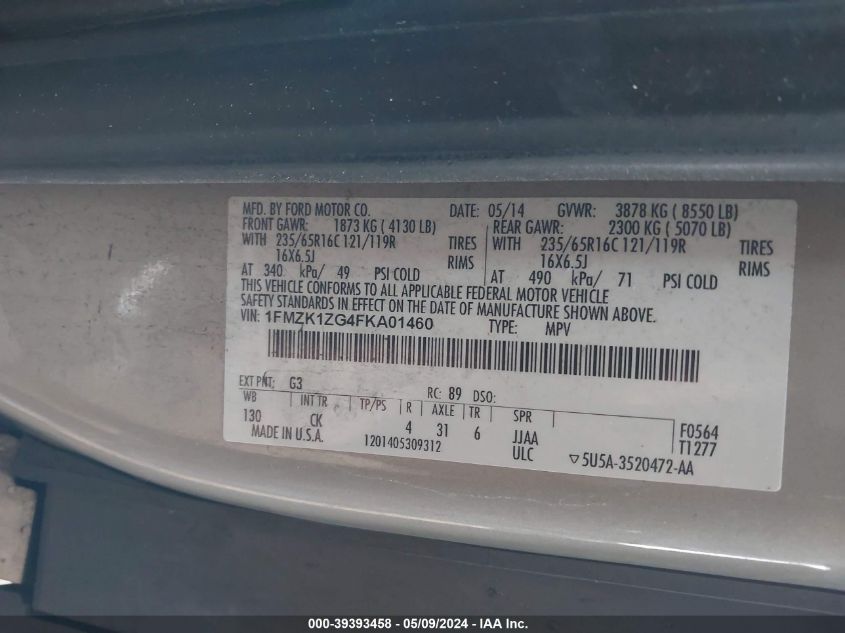 MFD. BY FORD MOTOR CO. DATE: 05/14 GVWR: 3878 KG ( 8550 LB)
FRONT GAWR: 1873 KG ( 4130 LB) REAR GAWR: 2300 KG ( 5070 LB)
WITH 235/65R16C 121/119R TIRES WITH 235/65R16C 121/119R TIRES
16X6.5J RIMS 16X6.5J RIMS
AT 340 kPa/ 49 PSI COLD AT 490 kPa/ 71 PSI COLD
THIS VEHICLE CONFORMS TO ALL APPLICABLE FEDERAL MOTOR VEHICLE
SAFETY STANDARDS IN EFFECT ON THE DATE OF MANUFACTURE SHOWN ABOVE.
VIN: 1FMZK1ZG4FKA01460 TYPE: MPV
EXT PNT: G3 RC: 89 DSO:
WB INT TR TP/PS R AXLE TR SPR
130 CK 4 31 6 JJAA F0564
MADE IN U.S.A. 1201405309312 ULC T1277
▽5U5A-3520472-AA
000-39393458 - 05/09/2024 - IAA Inc.